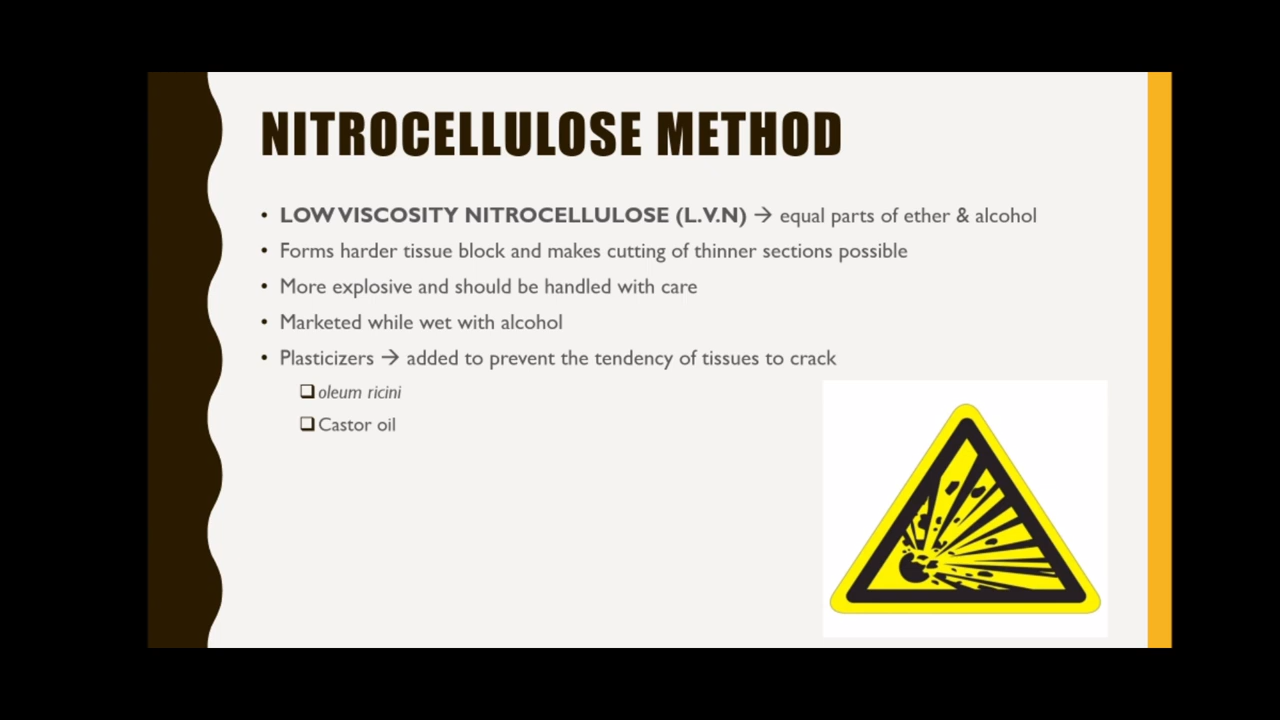 NITROCELLULOSE METHOD
• LOW VISCOSITY NITROCELLULOSE (L.V.N) → equal parts of ether & alcohol
• Forms harder tissue block and makes cutting of thinner sections possible
• More explosive and should be handled with care
• Marketed while wet with alcohol
• Plasticizers → added to prevent the tendency of tissues to crack
❑ oleum ricini
❑ Castor oil